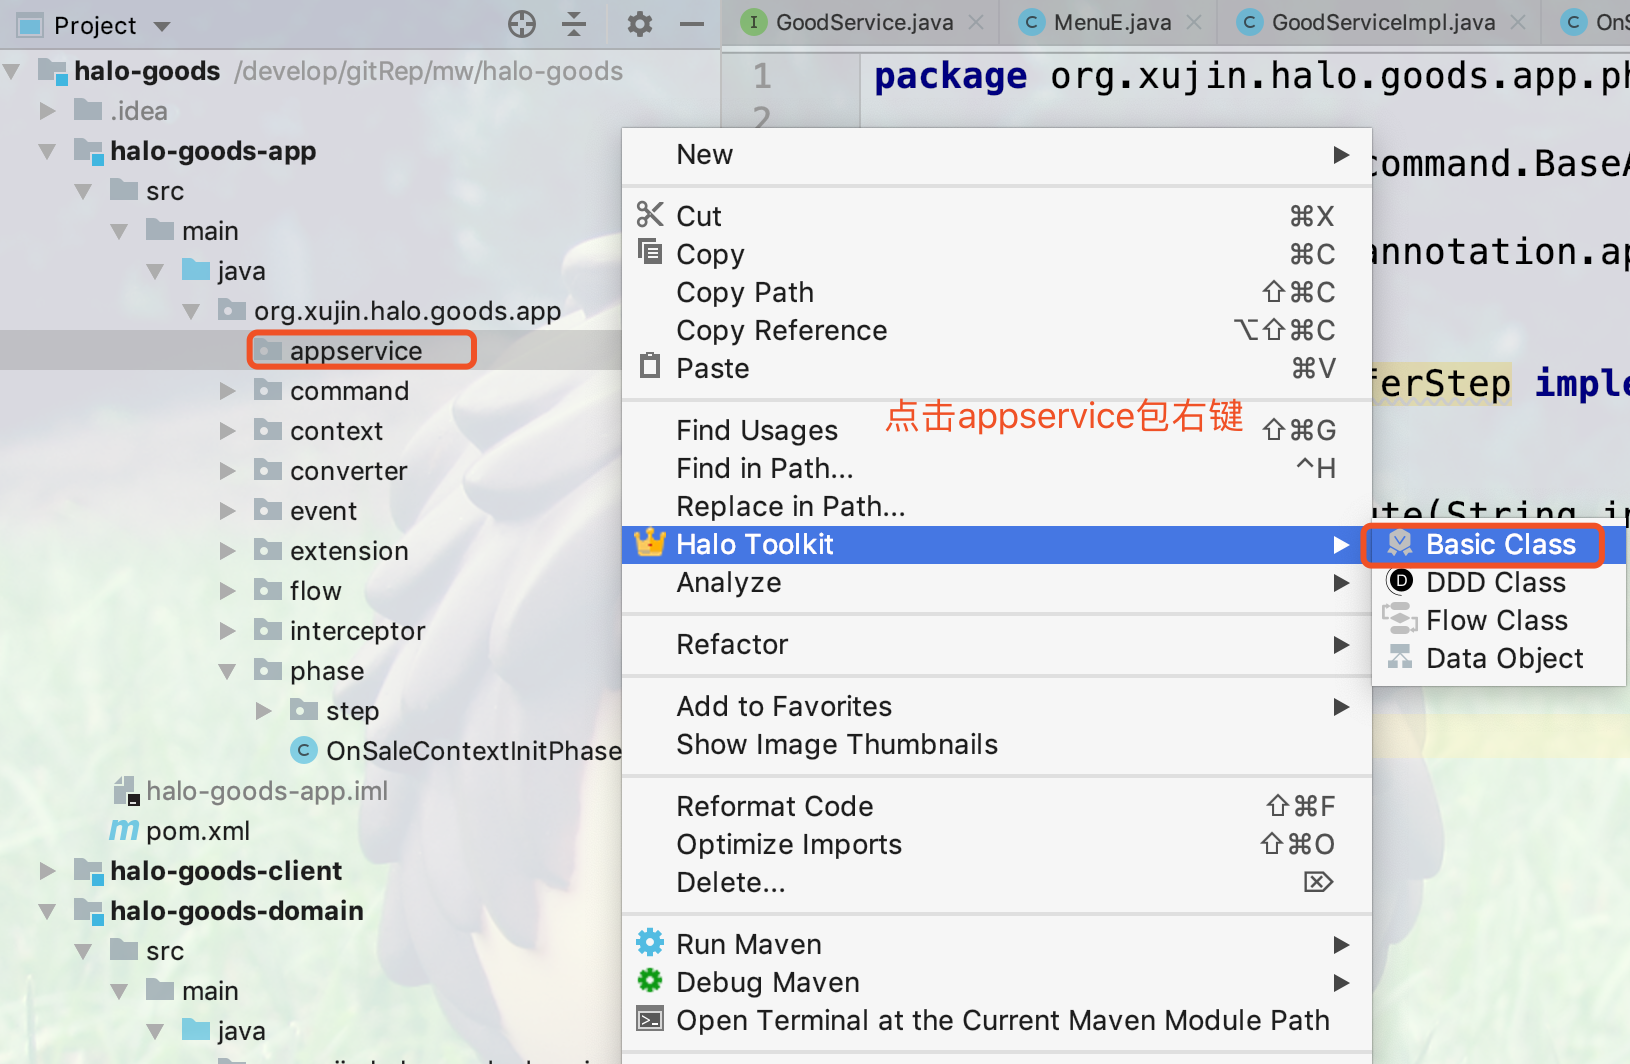 Project
GoodService.java
MenuE.java
GoodServiceImpl.java
halo-goods /develop/gitRep/mw/halo-goods
.idea
halo-goods-app
src
main
java
org.xujin.halo.goods.app
appservice
command
context
converter
event
extension
flow
interceptor
phase
step
OnSaleContextInitPhase
halo-goods-app.iml
pom.xml
halo-goods-client
halo-goods-domain
src
main
java
1 package org.xujin.halo.goods.app.ph
2
command.BaseA
annotation.ap
ferStep imple
ute(String in
New
Cut ⌘X
Copy ⌘C
Copy Path ⇧⌘C
Copy Reference ⌥⇧⌘C
Paste ⌘V
点击appservice包右键
Find Usages ⇧⌘G
Find in Path... ^H
Replace in Path...
Halo Toolkit
Analyze
Refactor
Add to Favorites
Show Image Thumbnails
Reformat Code ⇧⌘F
Optimize Imports ⇧⌘O
Delete... ⌦
Run Maven
Debug Maven
Open Terminal at the Current Maven Module Path
Basic Class
DDD Class
Flow Class
Data Object